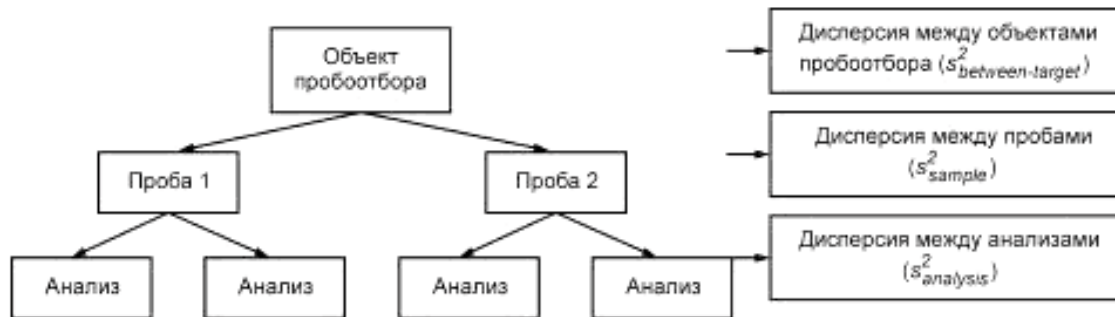 Объект
пробоотбора
Дисперсия между объектами
пробоотбора (s²between-target)
Проба 1
Проба 2
Дисперсия между пробами
(s²sample)
Анализ
Анализ
Анализ
Анализ
Дисперсия между анализами
(s²analysis)